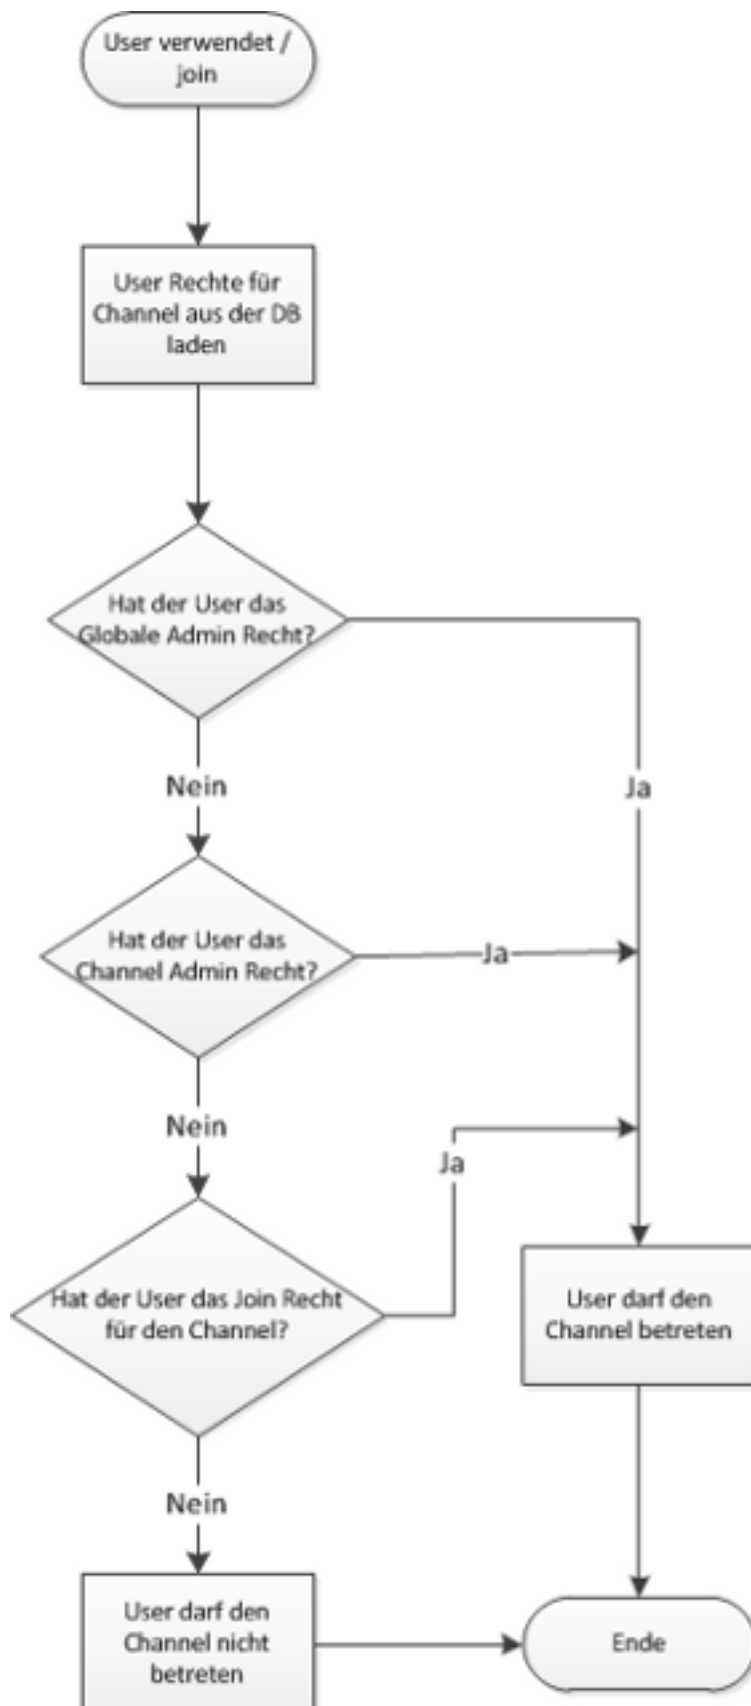 User verwendet /
join
User Rechte für
Channel aus der DB
laden
Hat der User das
Globale Admin Recht?
Nein
Ja
Hat der User das
Channel Admin Recht?
Ja
Nein
Ja
Hat der User das Join Recht
für den Channel?
User darf den
Channel betreten
Nein
User darf den
Channel nicht
betreten
Ende